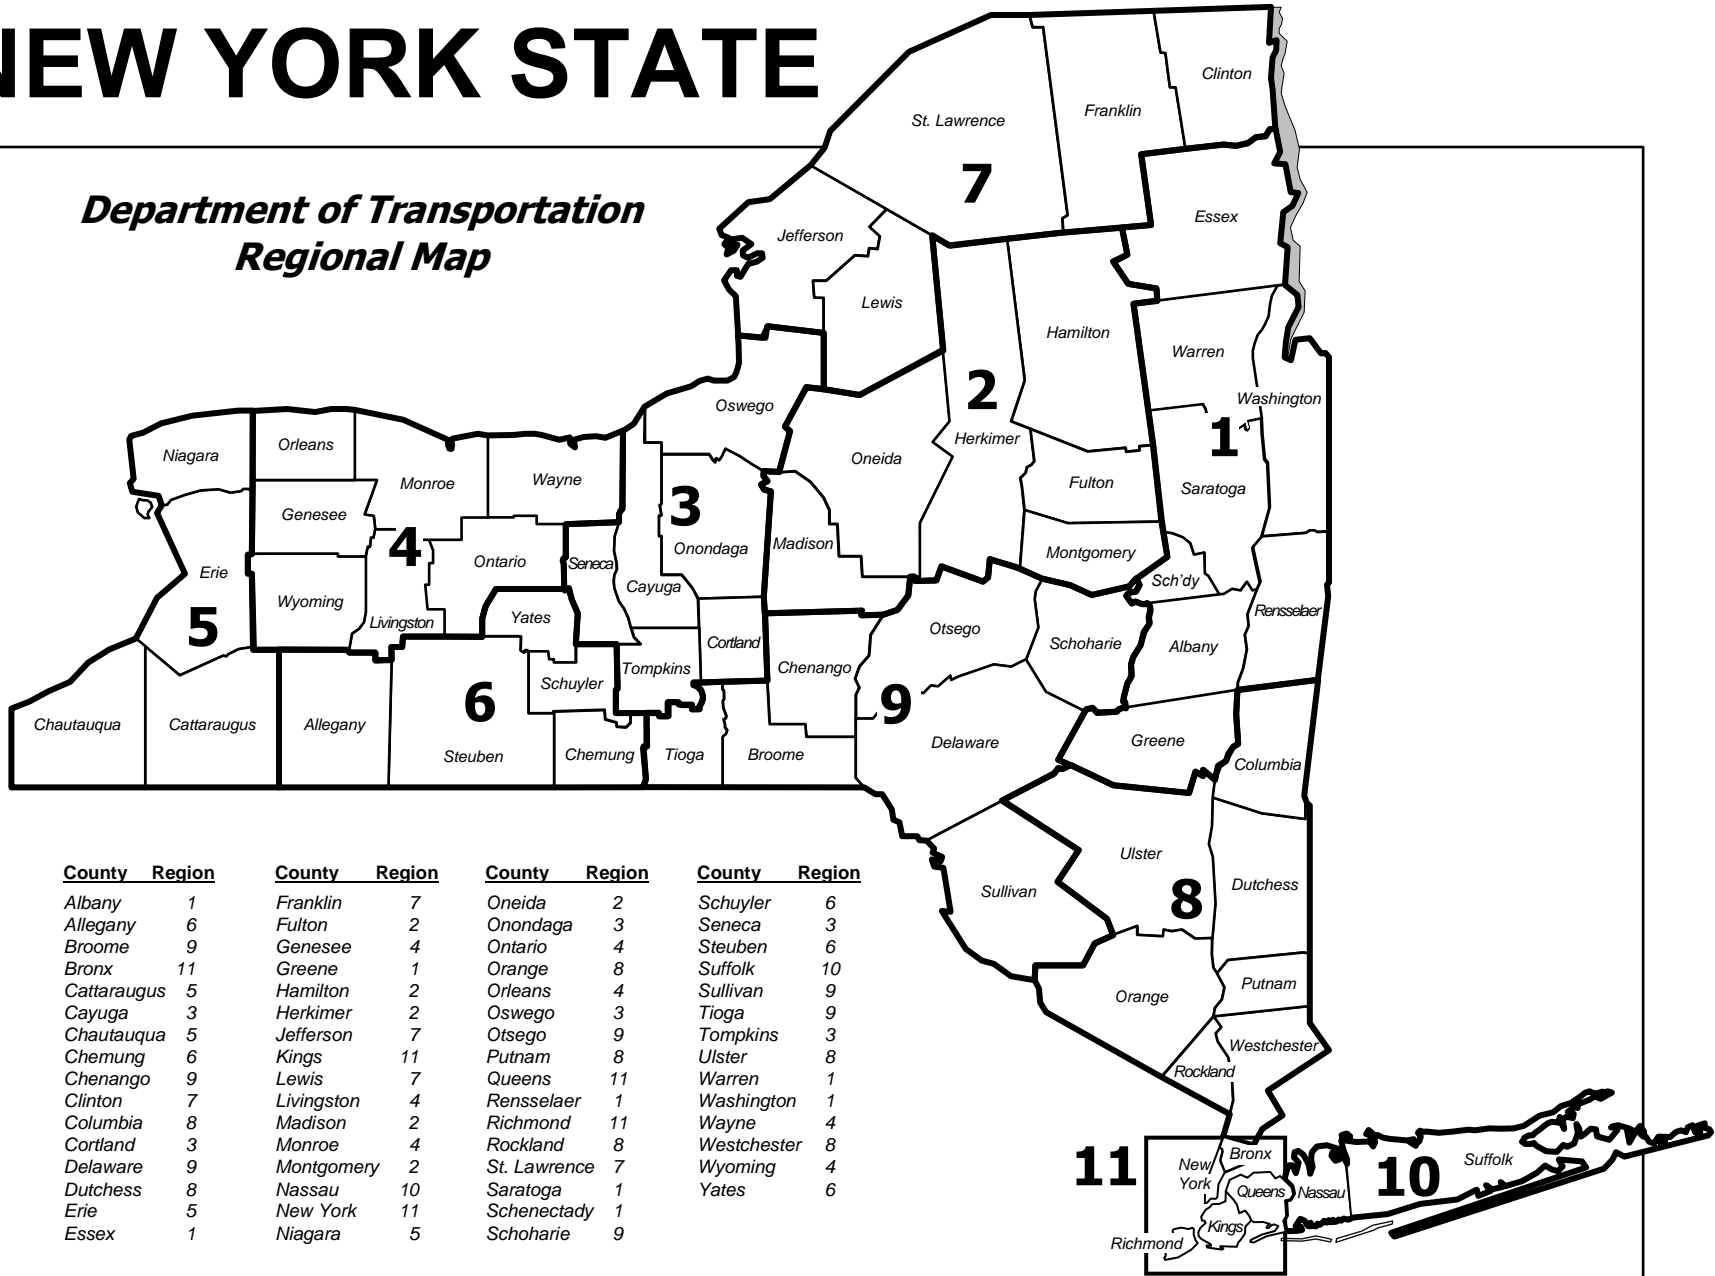 NEW YORK STATE
Department of Transportation
Regional Map
Clinton
Franklin
St. Lawrence
7
Essex
Jefferson
Lewis
Hamilton
Warren
2
Washington
Oswego
1
Herkimer
Niagara
Orleans
Oneida
Monroe
Wayne
Fulton
Saratoga
3
Genesee
4
Onondaga
Madison
Montgomery
Ontario
Seneca
Erie
Sch'dy
Cayuga
Wyoming
Rensselaer
Yates
Livingston
5
Otsego
Cortland
Schoharie
Albany
Chenango
Tompkins
Schuyler
6
9
Chautauqua
Cattaraugus
Allegany
Delaware
Greene
Steuben
Chemung
Tioga
Broome
Columbia
Ulster
Dutchess
Sullivan
8
Putnam
Orange
Westchester
Rockland
11
Bronx
New
York
Queens
Nassau
10
Suffolk
Kings
Richmond
County Region
Albany 1
Allegany 6
Broome 9
Bronx 11
Cattaraugus 5
Cayuga 3
Chautauqua 5
Chemung 6
Chenango 9
Clinton 7
Columbia 8
Cortland 3
Delaware 9
Dutchess 8
Erie 5
Essex 1
County Region
Franklin 7
Fulton 2
Genesee 4
Greene 1
Hamilton 2
Herkimer 2
Jefferson 7
Kings 11
Lewis 7
Livingston 4
Madison 2
Monroe 4
Montgomery 2
Nassau 10
New York 11
Niagara 5
County Region
Oneida 2
Onondaga 3
Ontario 4
Orange 8
Orleans 4
Oswego 3
Otsego 9
Putnam 8
Queens 11
Rensselaer 1
Richmond 11
Rockland 8
St. Lawrence 7
Saratoga 1
Schenectady 1
Schoharie 9
County Region
Schuyler 6
Seneca 3
Steuben 6
Suffolk 10
Sullivan 9
Tioga 9
Tompkins 3
Ulster 8
Warren 1
Washington 1
Wayne 4
Westchester 8
Wyoming 4
Yates 6